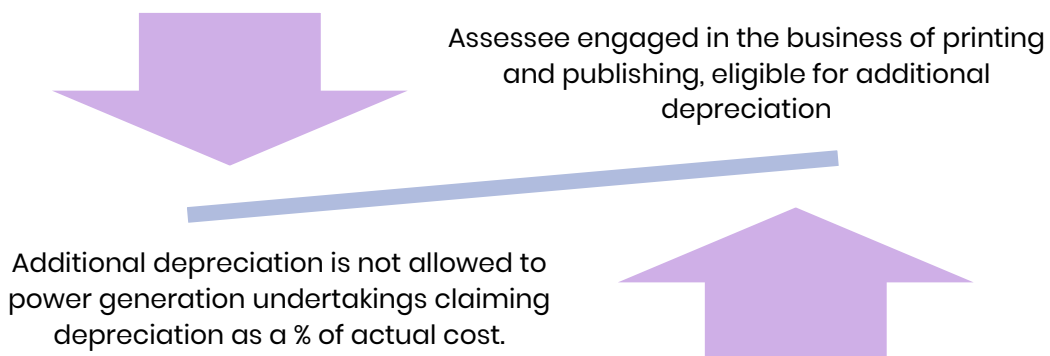 Assessee engaged in the business of printing
and publishing, eligible for additional
depreciation
Additional depreciation is not allowed to
power generation undertakings claiming
depreciation as a % of actual cost.